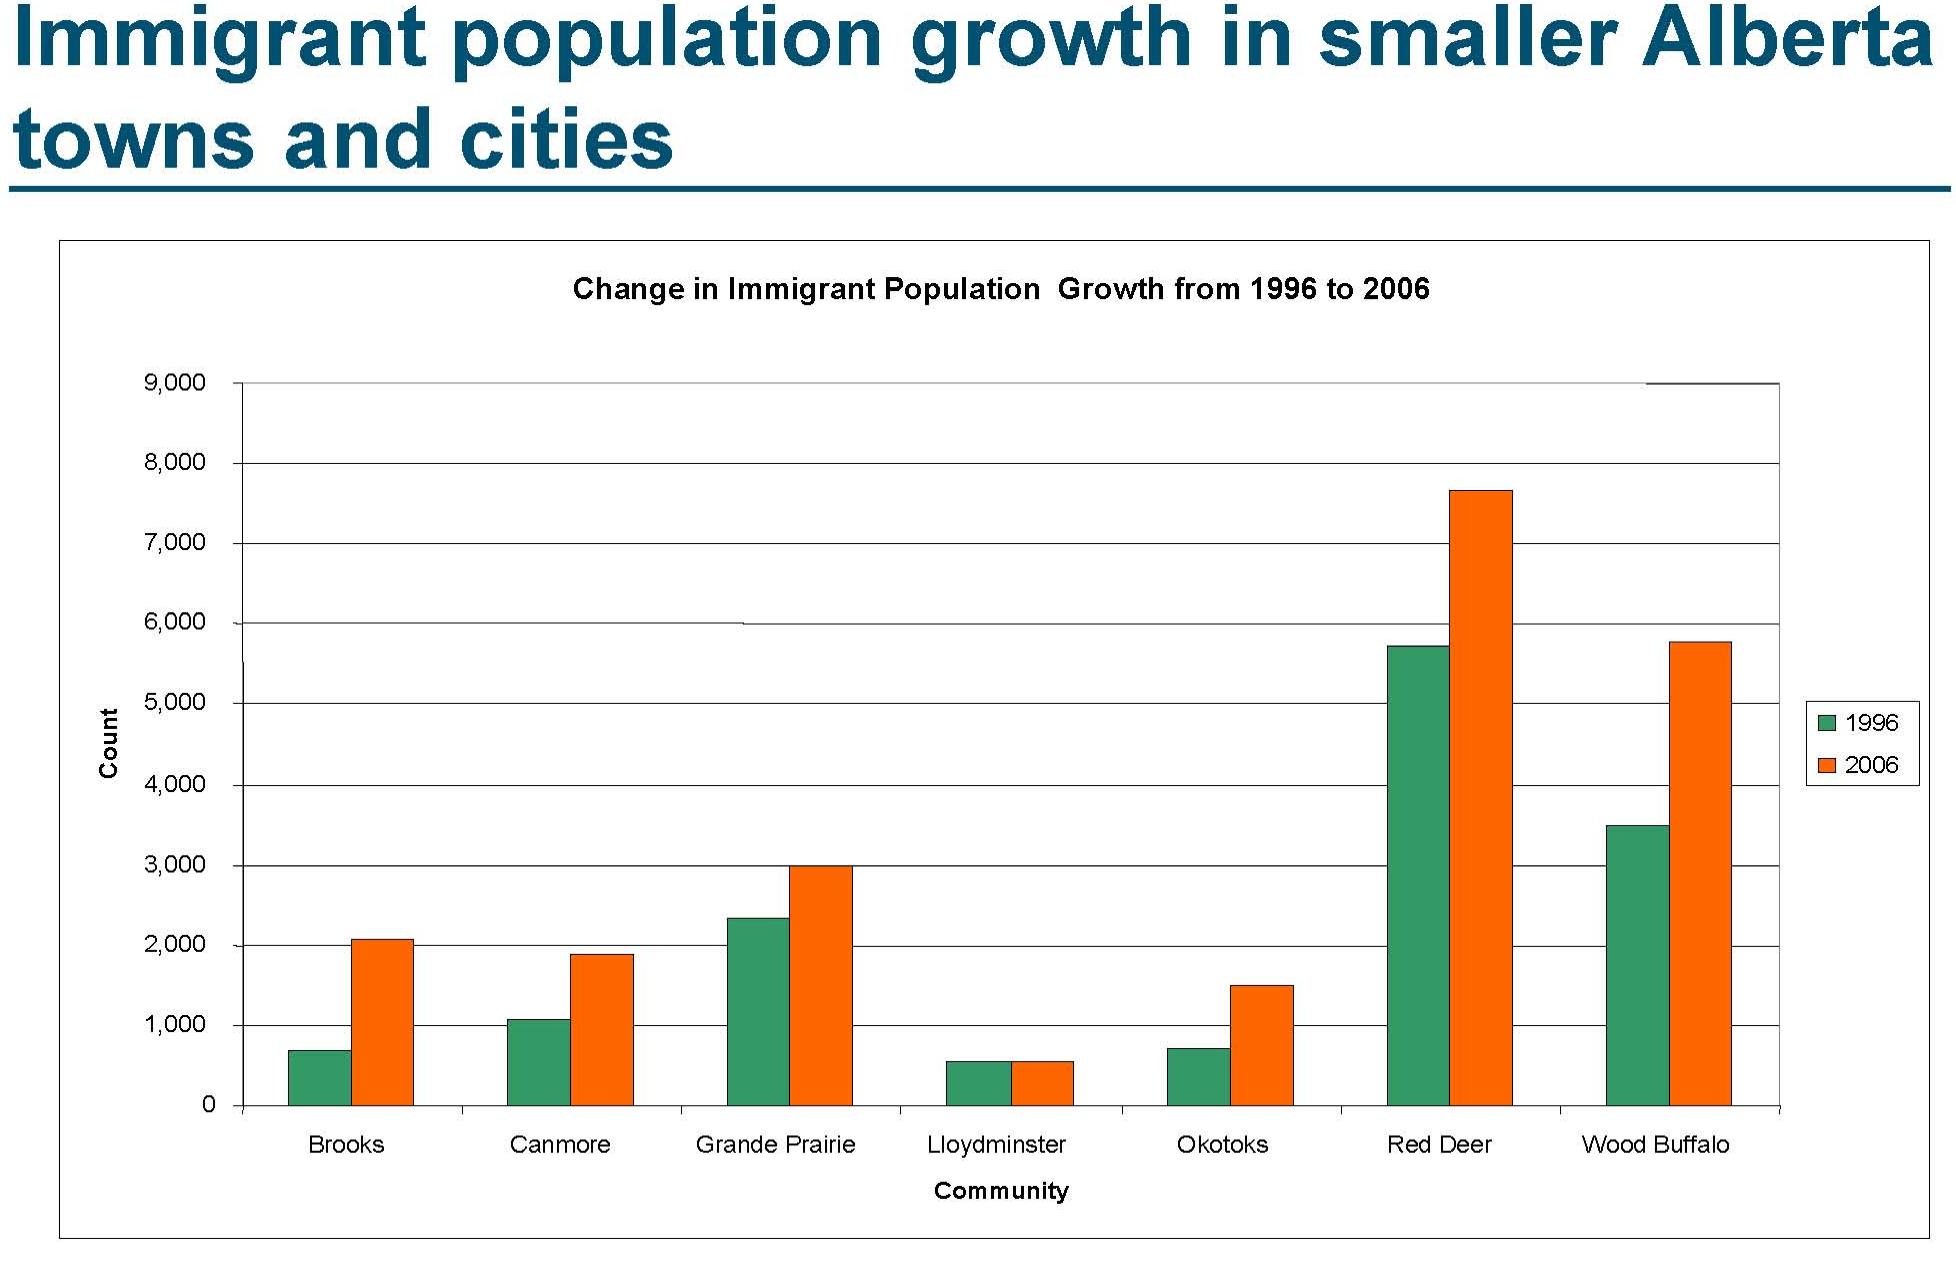 Immigrant population growth in smaller Alberta
towns and cities
Change in Immigrant Population  Growth from 1996 to 2006
9,000
8,000
7,000
6,000
5,000
4,000
3,000
2,000
1,000
0
Count
Brooks Canmore Grande Prairie Lloydminster Okotoks Red Deer Wood Buffalo
Community
1996
2006